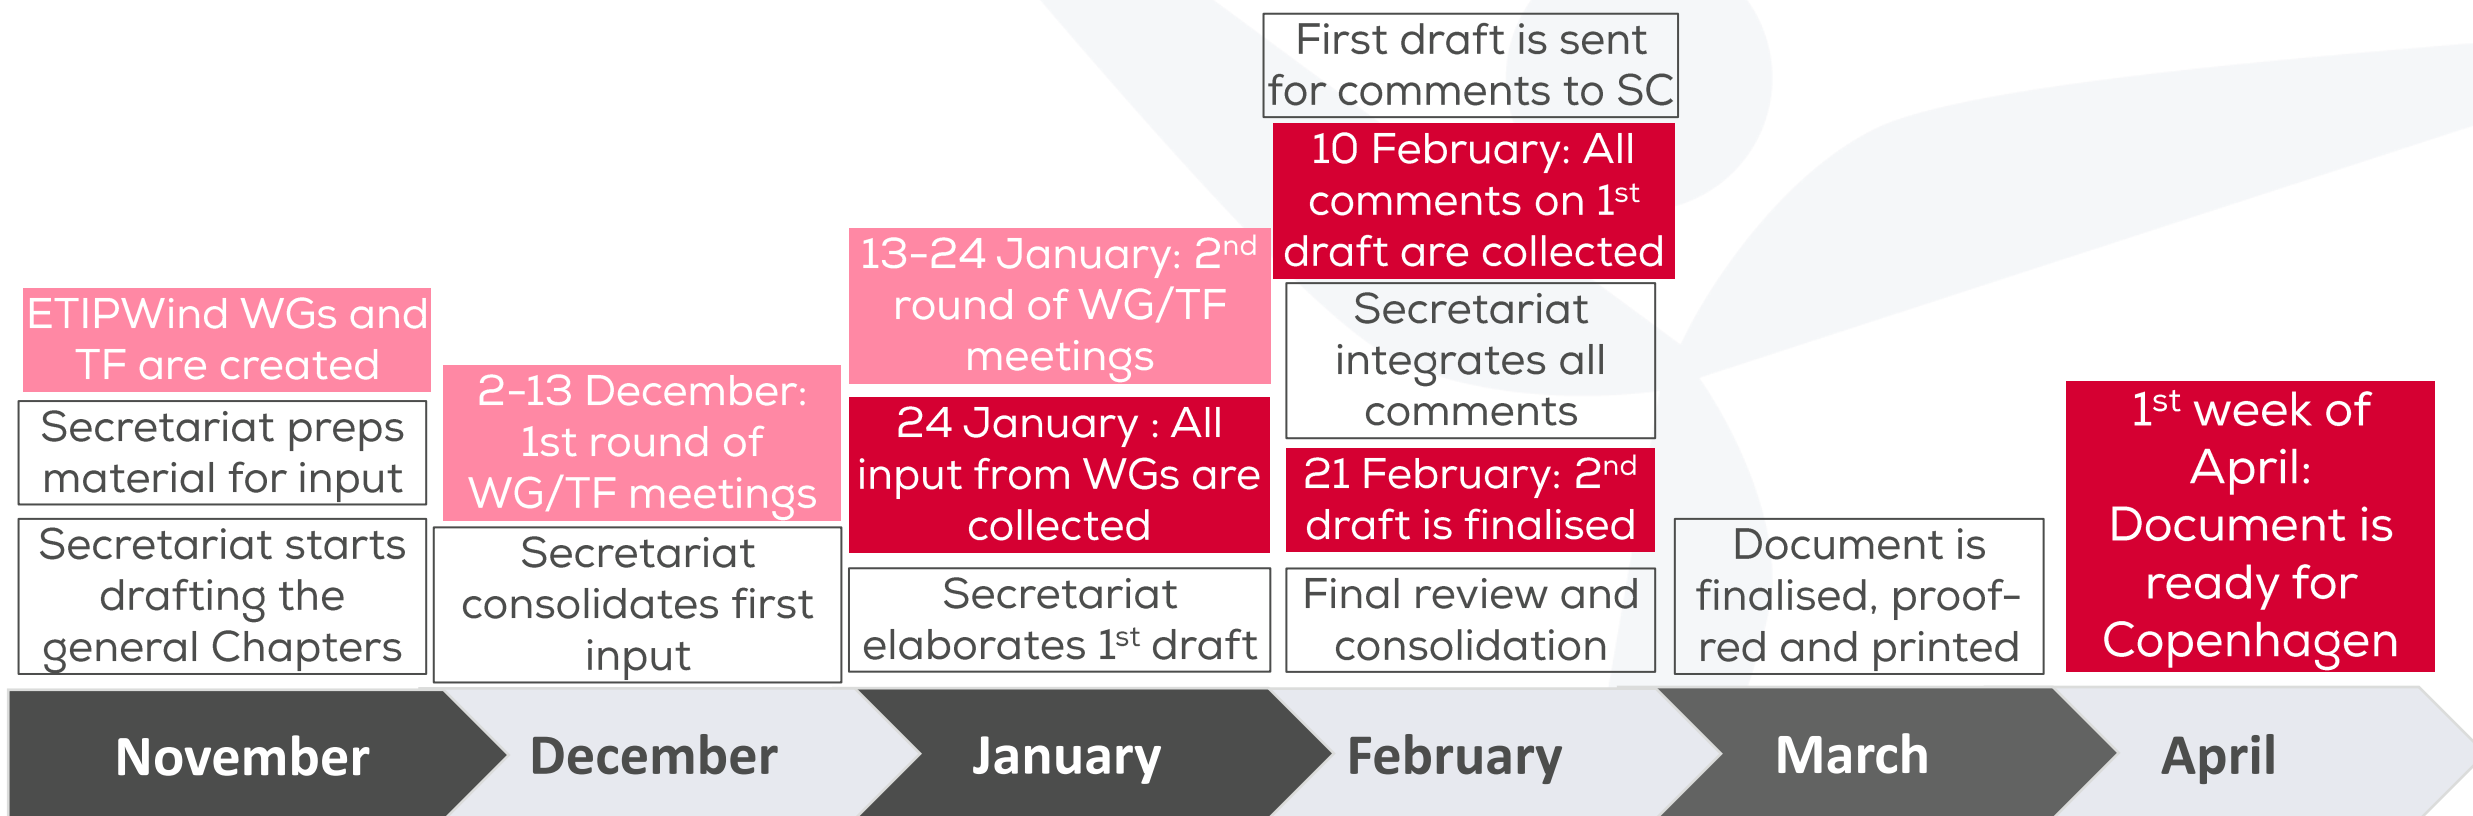 ETIPWind WGs and
TF are created
Secretariat preps
material for input
Secretariat starts
drafting the
general Chapters
2-13 December:
1st round of
WG/TF meetings
Secretariat
consolidates first
input
13-24 January: 2nd
round of WG/TF
meetings
24 January : All
input from WGs are
collected
Secretariat
elaborates 1st draft
First draft is sent
for comments to SC
10 February: All
comments on 1st
draft are collected
Secretariat
integrates all
comments
21 February: 2nd
draft is finalised
Final review and
consolidation
Document is
finalised, proof-
red and printed
1st week of
April:
Document is
ready for
Copenhagen
November
December
January
February
March
April